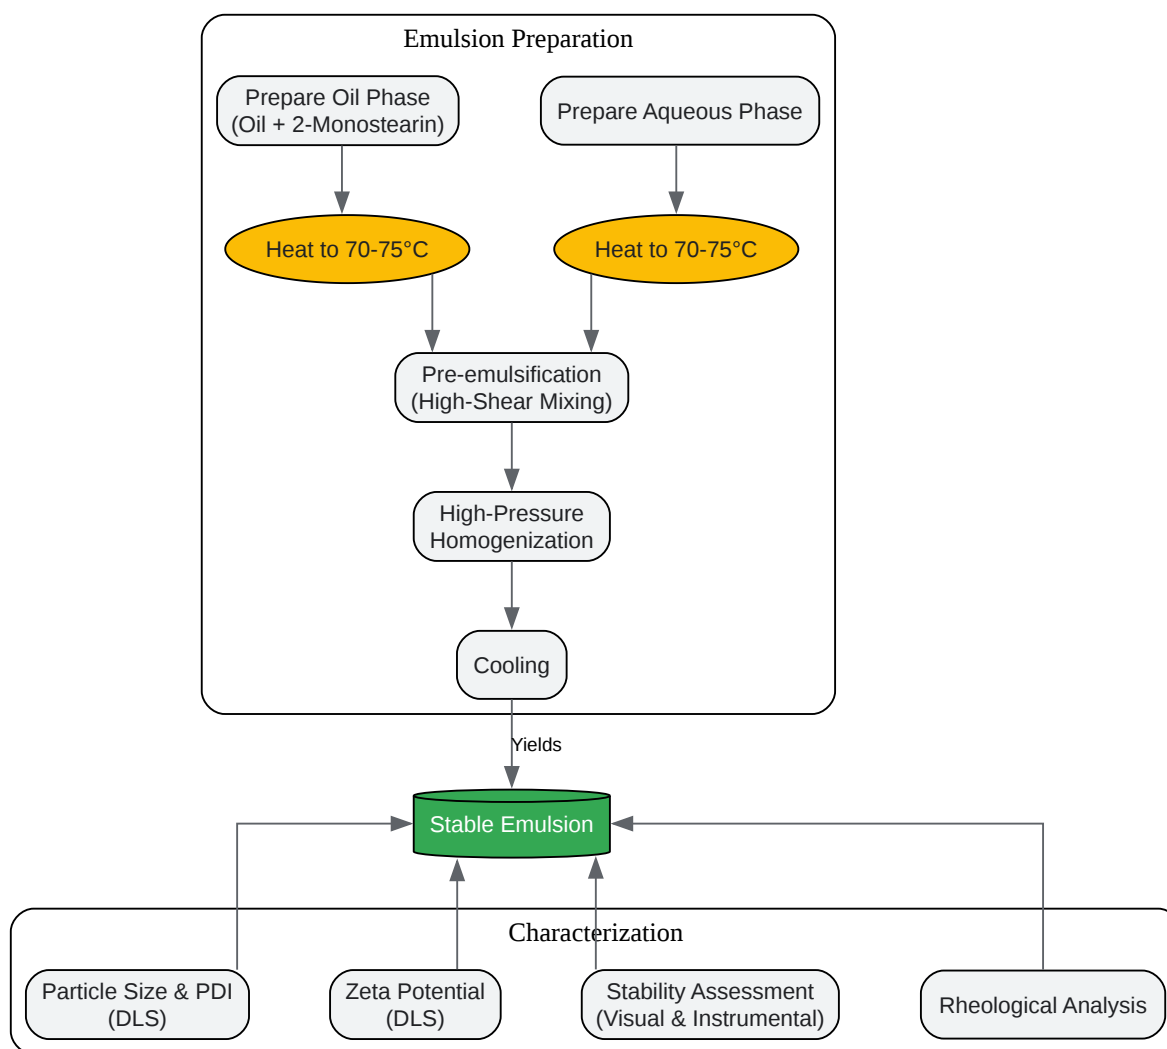 Emulsion Preparation
Prepare Oil Phase
(Oil + 2-Monostearin)
Prepare Aqueous Phase
Heat to 70-75°C
Heat to 70-75°C
Pre-emulsification
(High-Shear Mixing)
High-Pressure
Homogenization
Cooling
Yields
Stable Emulsion
Characterization
Particle Size & PDI
(DLS)
Zeta Potential
(DLS)
Stability Assessment
(Visual & Instrumental)
Rheological Analysis